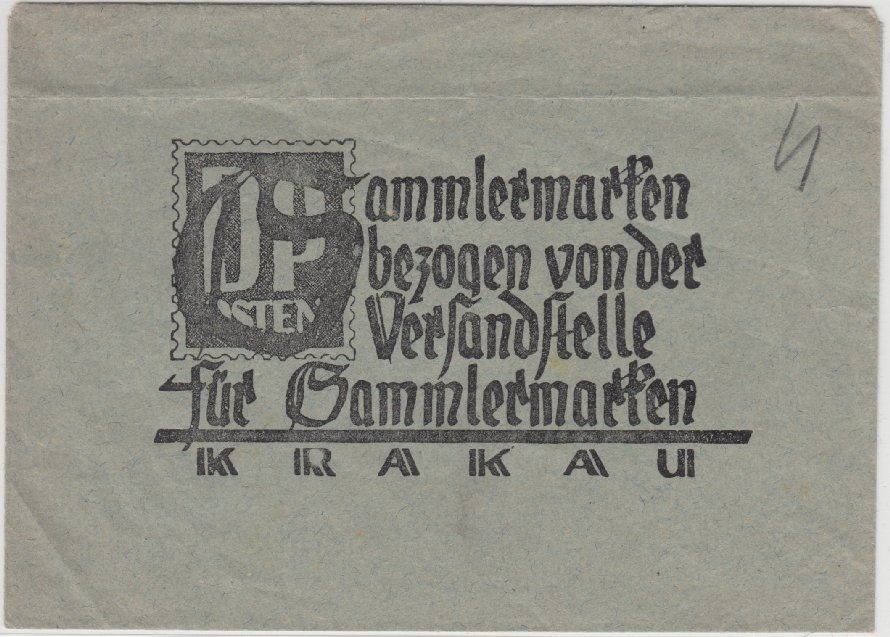 DP
OSTEN
Sammlermarken
bezogen von der
Versandstelle
für Sammlermarken
KRAKAU